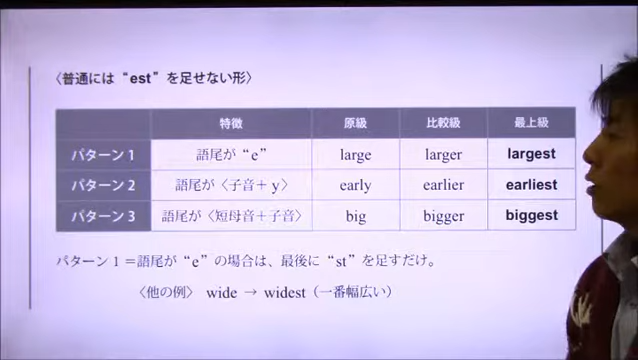 〈普通には “est” を足せない形〉
特徴 原級 比較級 最上級
パターン 1 語尾が “e” large larger largest
パターン 2 語尾が〈子音＋ y〉 early earlier earliest
パターン 3 語尾が〈短母音＋子音〉 big bigger biggest
パターン 1 ＝語尾が “e” の場合は、最後に “st” を足すだけ。
〈他の例〉 wide → widest（一番幅広い）